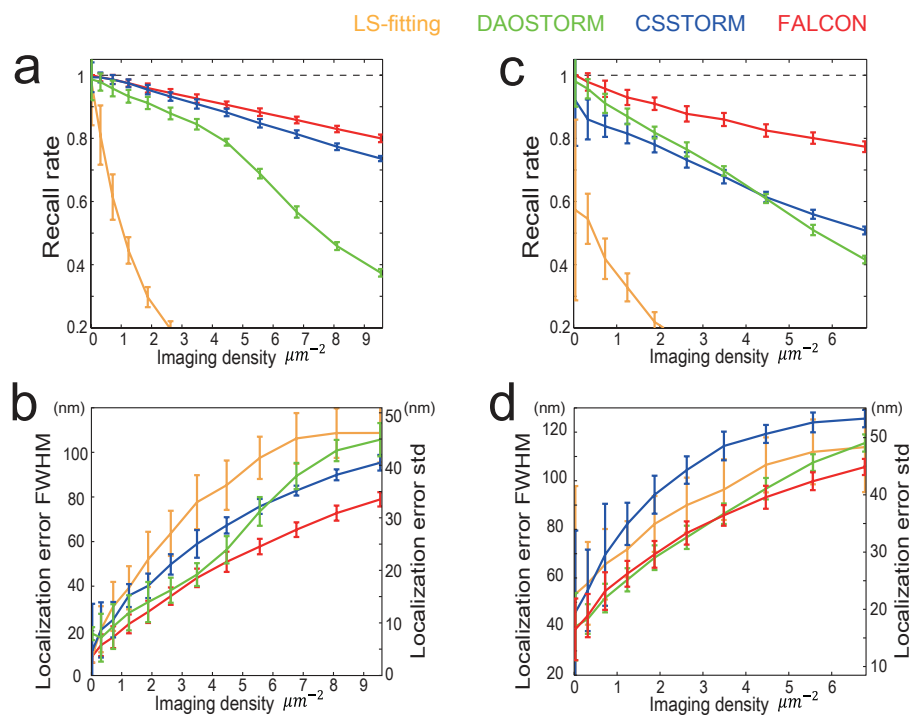 LS-fitting DAOSTORM CSSTORM FALCON
a
1
0.8
0.6
0.4
0.2
Recall rate
0 1 2 3 4 5 6 7 8 9
Imaging density μm⁻²
c
1
0.8
0.6
0.4
0.2
Recall rate
0 1 2 3 4 5 6
Imaging density μm⁻²
b
(nm)
100
80
60
40
20
0
Localization error FWHM
(nm)
50
40
30
20
10
0
Localization error std
0 1 2 3 4 5 6 7 8 9
Imaging density μm⁻²
d
(nm)
120
100
80
60
40
20
Localization error FWHM
(nm)
50
40
30
20
10
Localization error std
0 1 2 3 4 5 6
Imaging density μm⁻²